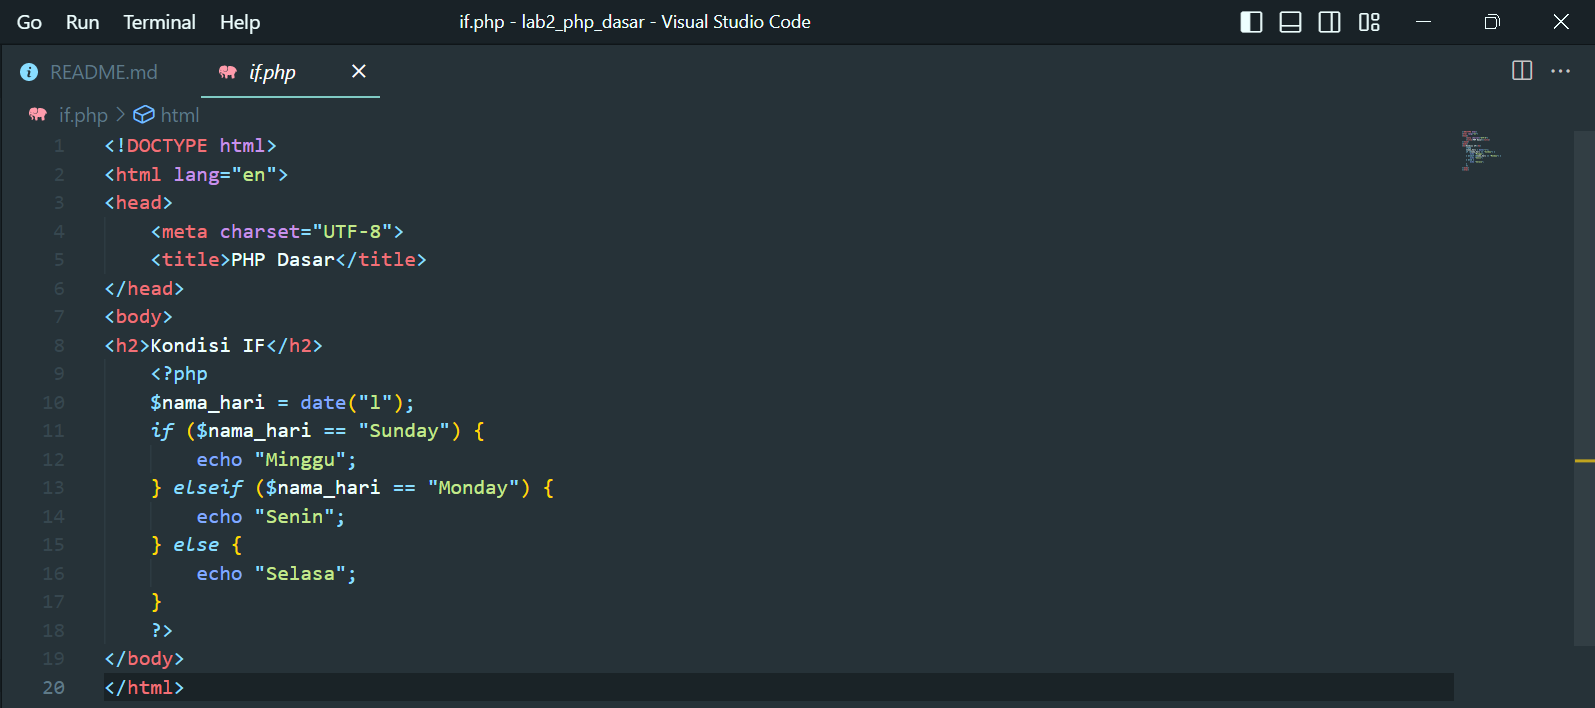 Go Run Terminal Help if.php - lab2_php_dasar - Visual Studio Code
README.md if.php
if.php > html
1 <!DOCTYPE html>
2 <html lang="en">
3 <head>
4 <meta charset="UTF-8">
5 <title>PHP Dasar</title>
6 </head>
7 <body>
8 <h2>Kondisi IF</h2>
9 <?php
10 $nama_hari = date("l");
11 if ($nama_hari == "Sunday") {
12 echo "Minggu";
13 } elseif ($nama_hari == "Monday") {
14 echo "Senin";
15 } else {
16 echo "Selasa";
17 }
18 ?>
19 </body>
20 </html>